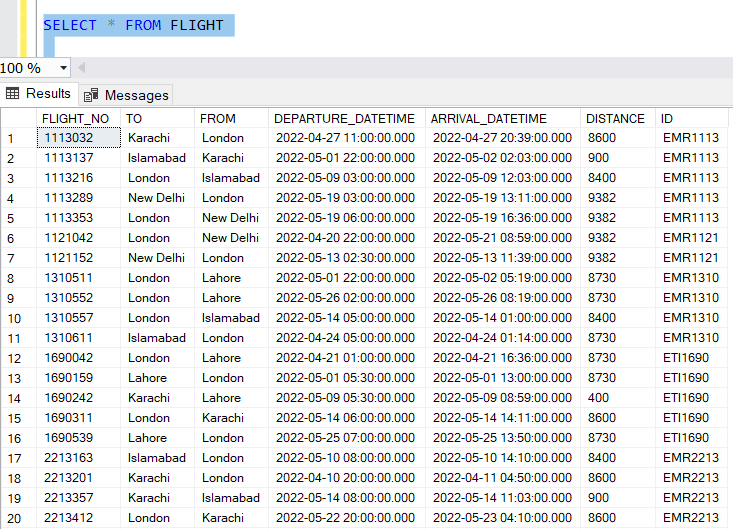 SELECT * FROM FLIGHT
100 %
Results Messages
FLIGHT_NO TO FROM DEPARTURE_DATETIME ARRIVAL_DATETIME DISTANCE ID
1 1113032 Karachi London 2022-04-27 11:00:00.000 2022-04-27 20:39:00.000 8600 EMR1113
2 1113137 Islamabad Karachi 2022-05-01 22:00:00.000 2022-05-02 02:03:00.000 900 EMR1113
3 1113216 London Islamabad 2022-05-09 03:00:00.000 2022-05-09 12:03:00.000 8400 EMR1113
4 1113289 New Delhi London 2022-05-19 03:00:00.000 2022-05-19 13:11:00.000 9382 EMR1113
5 1113353 London New Delhi 2022-05-19 06:00:00.000 2022-05-19 16:36:00.000 9382 EMR1113
6 1121042 London New Delhi 2022-04-20 22:00:00.000 2022-05-21 08:59:00.000 9382 EMR1121
7 1121152 New Delhi London 2022-05-13 02:30:00.000 2022-05-13 11:39:00.000 9382 EMR1121
8 1310511 London Lahore 2022-05-01 22:00:00.000 2022-05-02 05:19:00.000 8730 EMR1310
9 1310552 London Lahore 2022-05-26 02:00:00.000 2022-05-26 08:19:00.000 8730 EMR1310
10 1310557 London Islamabad 2022-05-14 05:00:00.000 2022-05-14 01:00:00.000 8400 EMR1310
11 1310611 Islamabad London 2022-04-24 05:00:00.000 2022-04-24 01:14:00.000 8730 EMR1310
12 1690042 London Lahore 2022-04-21 01:00:00.000 2022-04-21 16:36:00.000 8730 ETI1690
13 1690159 Lahore London 2022-05-01 05:30:00.000 2022-05-01 13:00:00.000 8730 ETI1690
14 1690242 Karachi Lahore 2022-05-09 05:30:00.000 2022-05-09 08:59:00.000 400 ETI1690
15 1690311 London Karachi 2022-05-14 06:00:00.000 2022-05-14 14:11:00.000 8600 ETI1690
16 1690539 Lahore London 2022-05-25 07:00:00.000 2022-05-25 13:50:00.000 8730 ETI1690
17 2213163 Islamabad London 2022-05-10 08:00:00.000 2022-05-10 14:10:00.000 8400 EMR2213
18 2213201 Karachi London 2022-04-10 20:00:00.000 2022-04-11 04:50:00.000 8600 EMR2213
19 2213357 Karachi Islamabad 2022-05-14 08:00:00.000 2022-05-14 11:03:00.000 900 EMR2213
20 2213412 London Karachi 2022-05-22 20:00:00.000 2022-05-23 04:10:00.000 8600 EMR2213